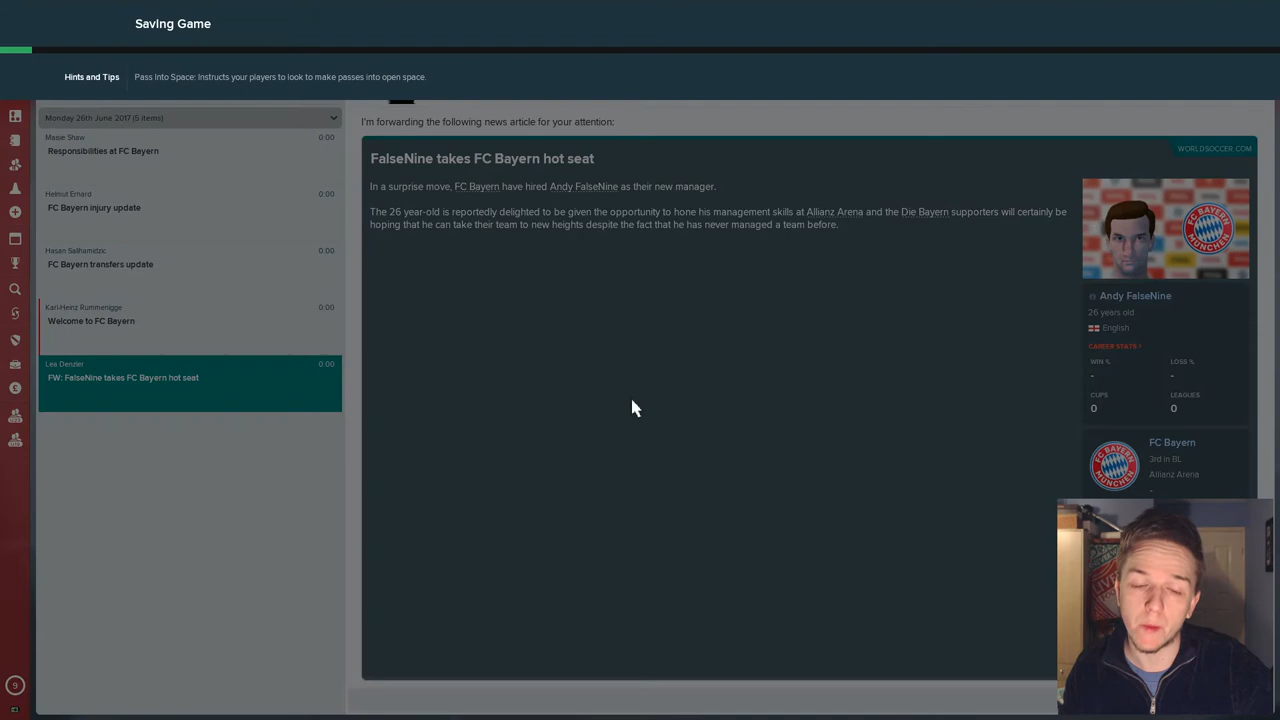 Saving Game
Hints and Tips
Pass Into Space: Instructs your players to look to make passes into open space.
Monday 26th June 2017 (5 items)
Masie Shaw 0:00
Responsibilities at FC Bayern
Helmut Erhard 0:00
FC Bayern injury update
Hasan Salihamidzic 0:00
FC Bayern transfers update
Karl-Heinz Rummenigge 0:00
Welcome to FC Bayern
Lea Denzler 0:00
FW: FalseNine takes FC Bayern hot seat
I'm forwarding the following news article for your attention:
WORLDSOCCER.COM
FalseNine takes FC Bayern hot seat
In a surprise move, FC Bayern have hired Andy FalseNine as their new manager.
The 26 year-old is reportedly delighted to be given the opportunity to hone his management skills at Allianz Arena and the Die Bayern supporters will certainly be
hoping that he can take their team to new heights despite the fact that he has never managed a team before.
FC BAYERN
MÜNCHEN
Andy FalseNine
26 years old
English
CAREER STATS
WIN % LOSS %
- -
CUPS LEAGUES
0 0
FC BAYERN
MÜNCHEN
FC Bayern
3rd in BL
Allianz Arena
-
9